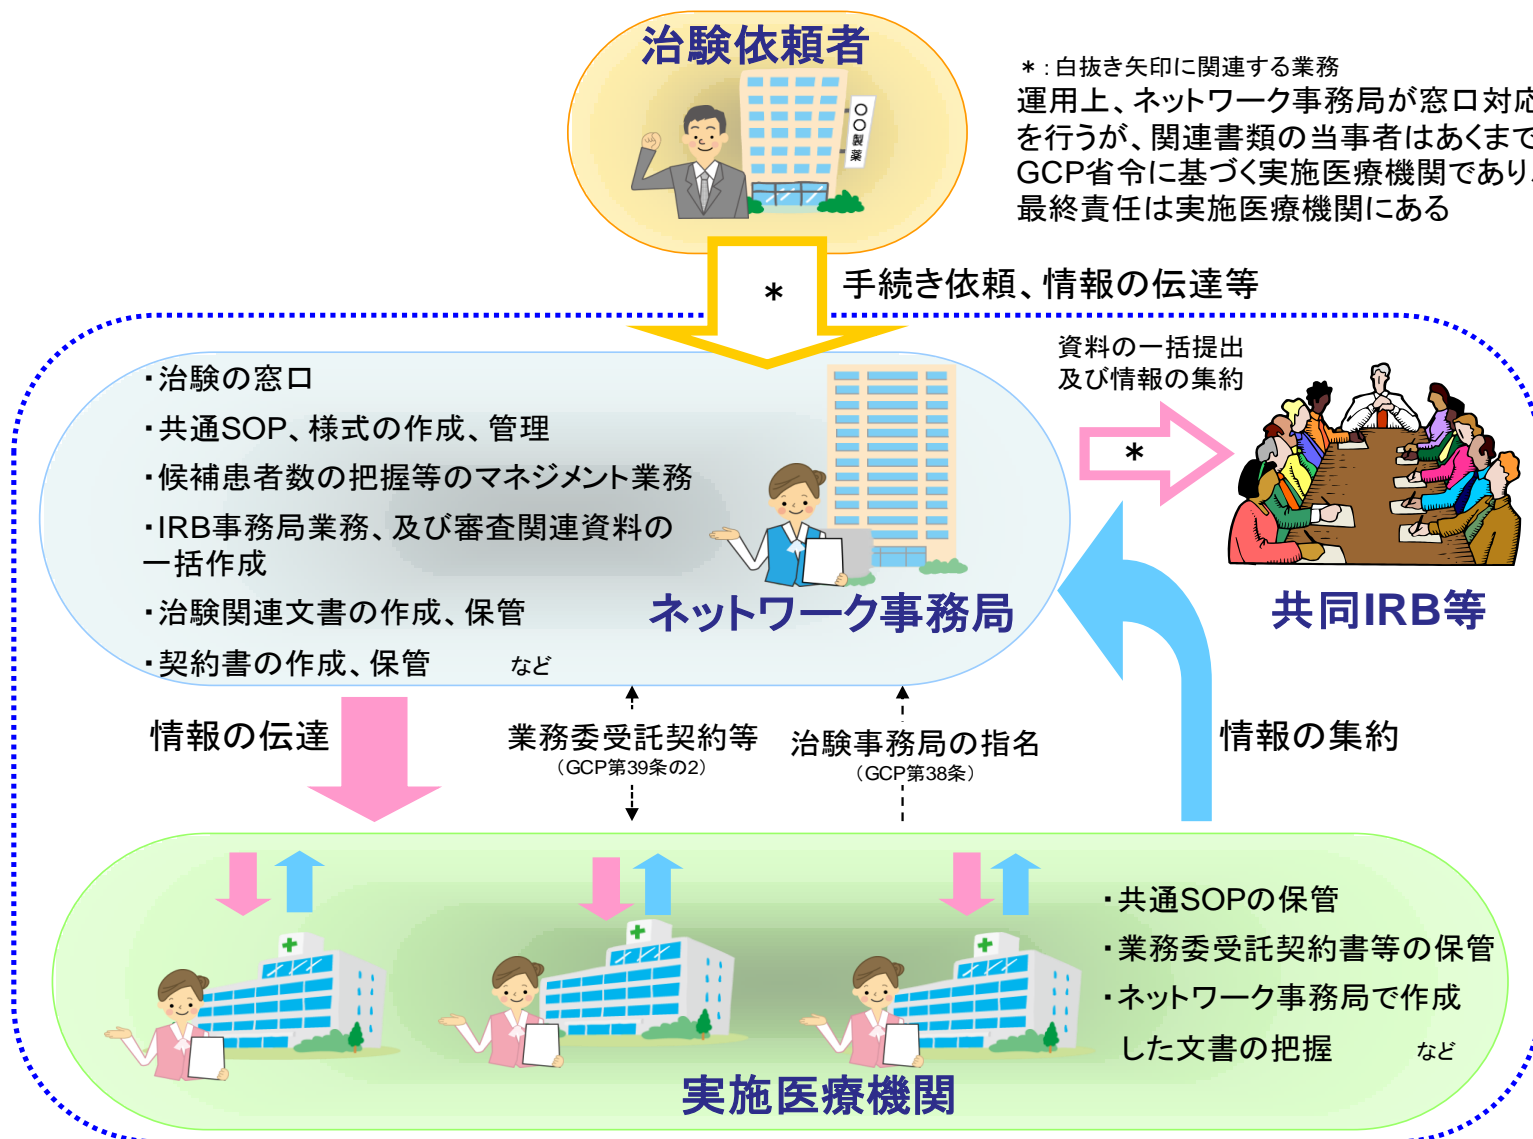 治験依頼者
〇〇製薬
*：白抜き矢印に関連する業務
運用上、ネットワーク事務局が窓口対応
を行うが、関連書類の当事者はあくまで
GCP省令に基づく実施医療機関であり、
最終責任は実施医療機関にある
*
手続き依頼、情報の伝達等
・治験の窓口
・共通SOP、様式の作成、管理
・候補患者数の把握等のマネジメント業務
・IRB事務局業務、及び審査関連資料の
一括作成
・治験関連文書の作成、保管
・契約書の作成、保管 など
ネットワーク事務局
資料の一括提出
及び情報の集約
*
共同IRB等
情報の伝達
業務委受託契約等
（GCP第39条の2）
治験事務局の指名
（GCP第38条）
情報の集約
・共通SOPの保管
・業務委受託契約書等の保管
・ネットワーク事務局で作成
した文書の把握 など
実施医療機関